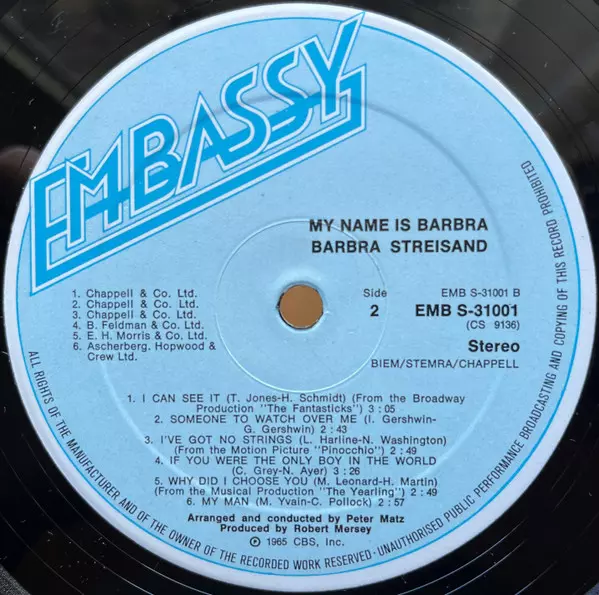 EMBASSY
MY NAME IS BARBRA
BARBRA STREISAND
1. Chappell & Co. Ltd.
2. Chappell & Co. Ltd.
3. Chappell & Co. Ltd.
4. B. Feldman & Co. Ltd.
5. E. H. Morris & Co. Ltd.
6. Ascherberg, Hopwood &
Crew Ltd.
Side
2
EMB S-31001 B
EMB S-31001
(CS 9136)
Stereo
BIEM/STEMRA/CHAPPELL
1. I CAN SEE IT (T. Jones-H. Schmidt) (From the Broadway
Production "The Fantasticks") 3 : 05
2. SOMEONE TO WATCH OVER ME (I. Gershwin-
G. Gershwin) 2 : 43
3. I'VE GOT NO STRINGS (L. Harline-N. Washington)
(From the Motion Picture "Pinocchio") 2 : 49
4. IF YOU WERE THE ONLY BOY IN THE WORLD
(C. Grey-N. Ayer) 3 : 26
5. WHY DID I CHOOSE YOU (M. Leonard-H. Martin)
(From the Musical Production "The Yearling") 2 : 49
6. MY MAN (M. Yvain-C. Pollock) 2 : 57
Arranged and conducted by Peter Matz
Produced by Robert Mersey
℗ 1965 CBS, Inc.
ALL RIGHTS OF THE MANUFACTURER AND OF THE OWNER OF THE RECORDED WORK RESERVED · UNAUTHORISED PUBLIC PERFORMANCE BROADCASTING AND COPYING OF THIS RECORD PROHIBITED